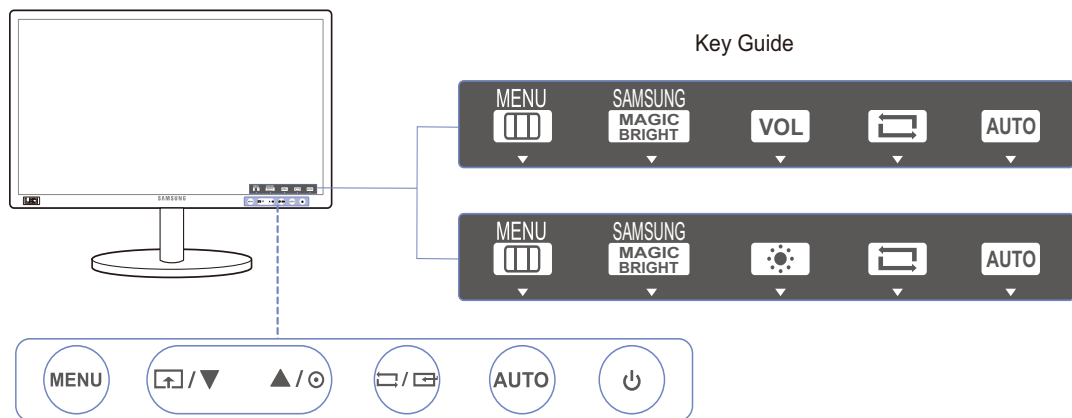 Key Guide
MENU SAMSUNG
MAGIC
BRIGHT VOL AUTO
MENU SAMSUNG
MAGIC
BRIGHT AUTO
SAMSUNG
MENU / / / AUTO